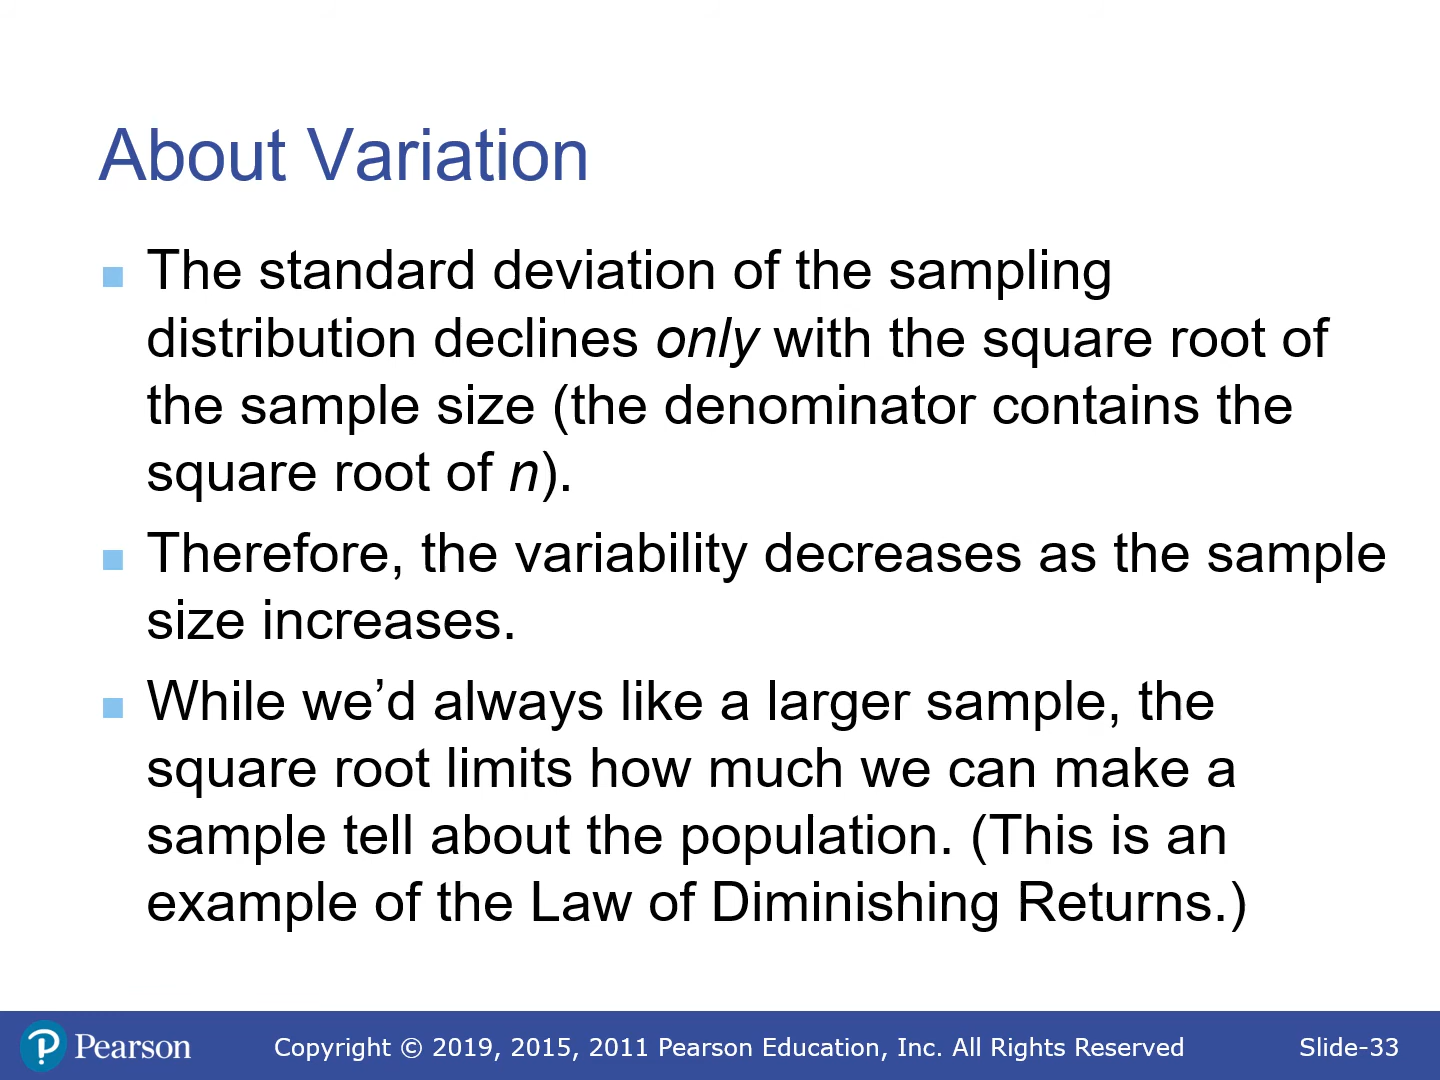 About Variation
The standard deviation of the sampling
distribution declines only with the square root of
the sample size (the denominator contains the
square root of n).
Therefore, the variability decreases as the sample
size increases.
While we’d always like a larger sample, the
square root limits how much we can make a
sample tell about the population. (This is an
example of the Law of Diminishing Returns.)
Pearson
Copyright © 2019, 2015, 2011 Pearson Education, Inc. All Rights Reserved
Slide-33